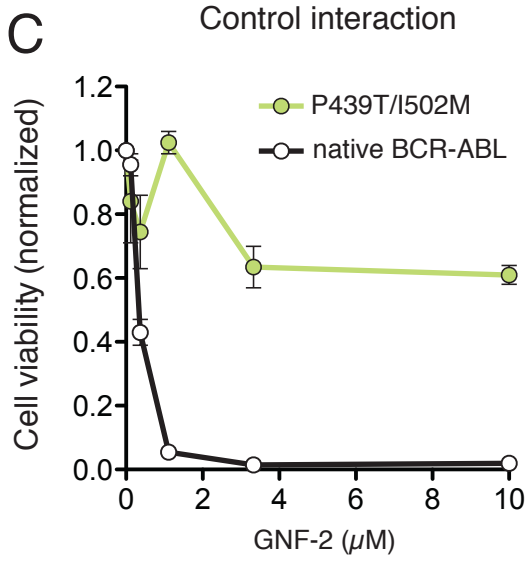 C
Control interaction
P439T/I502M
native BCR-ABL
Cell viability (normalized)
1.2
1.0
0.8
0.6
0.4
0.2
0.0
0 2 4 6 8 10
GNF-2 (μM)